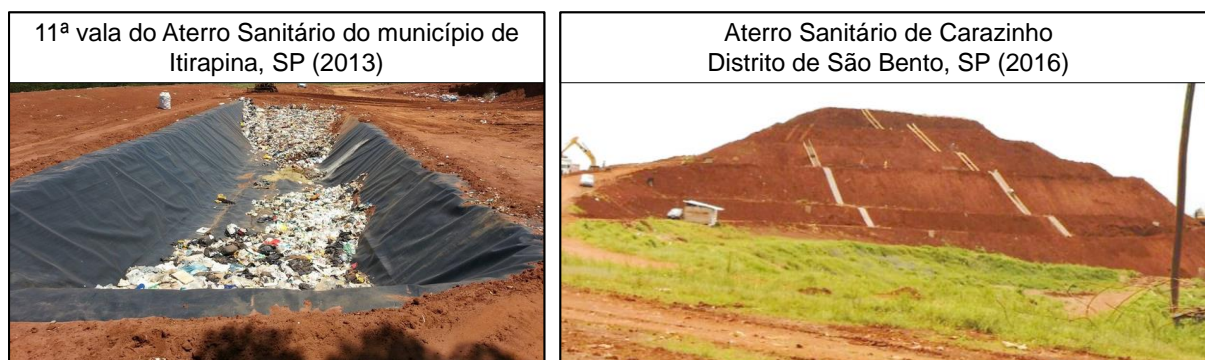 11ª vala do Aterro Sanitário do município de
Itirapina, SP (2013)
Aterro Sanitário de Carazinho
Distrito de São Bento, SP (2016)